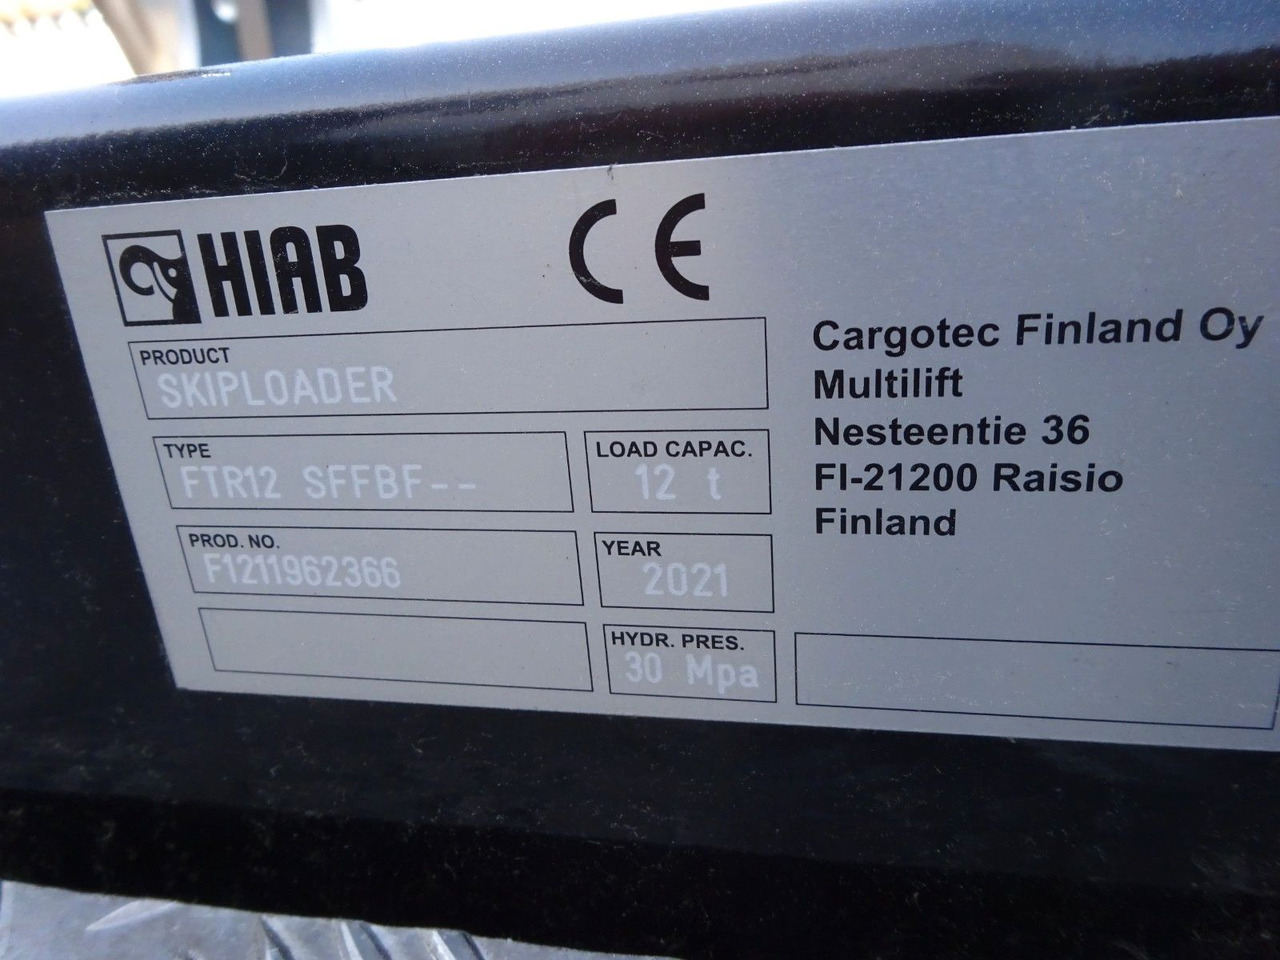 HIAB
CE
PRODUCT
SKIPLOADER
TYPE
FTR12 SFFBF--
LOAD CAPAC.
12 t
PROD. NO.
F1211962366
YEAR
2021
HYDR. PRES.
30 Mpa
Cargotec Finland Oy
Multilift
Nesteentie 36
FI-21200 Raisio
Finland